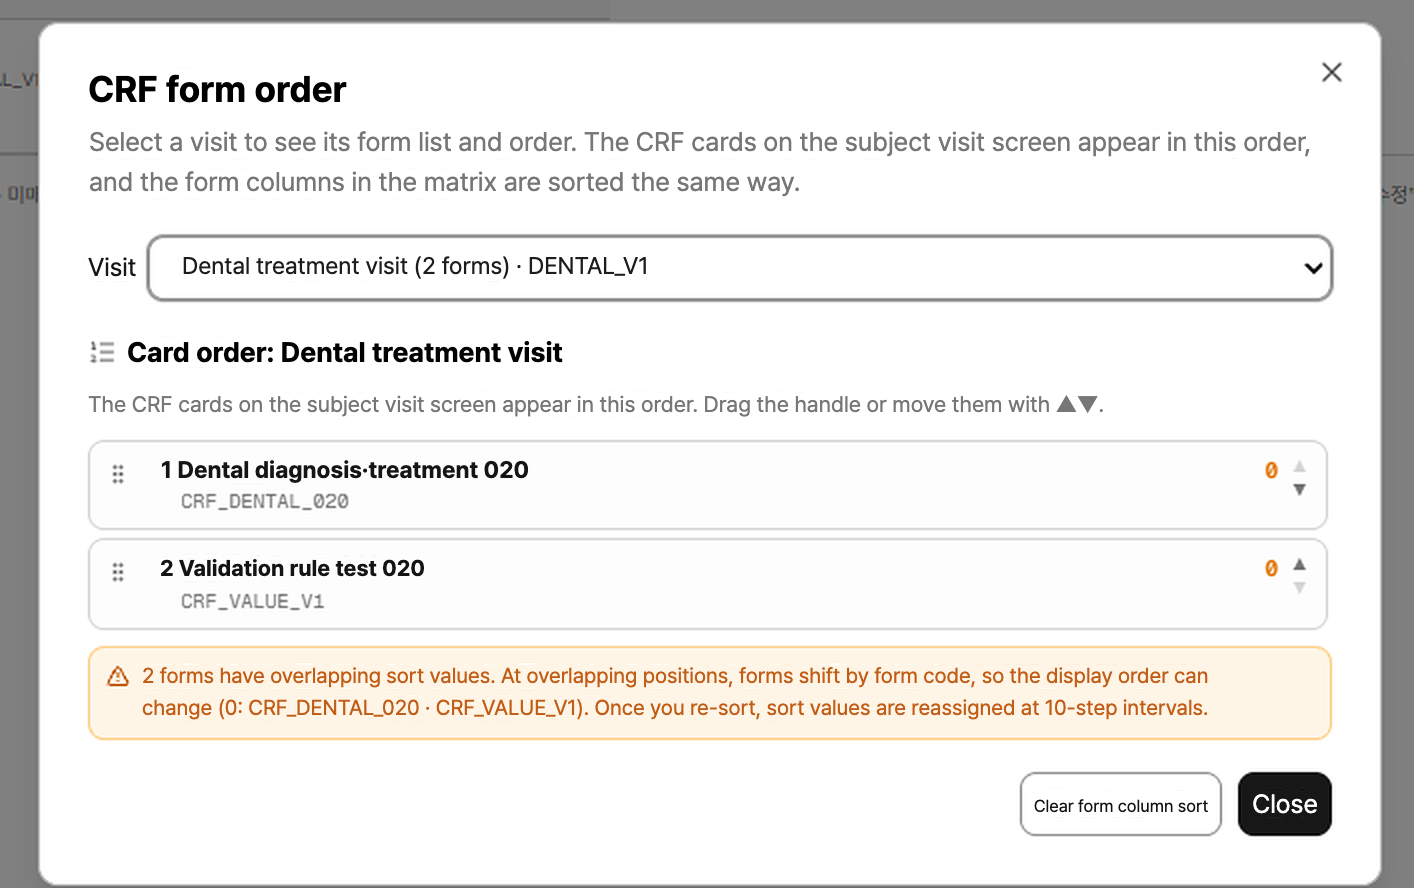 CRF form order
Select a visit to see its form list and order. The CRF cards on the subject visit screen appear in this order,
and the form columns in the matrix are sorted the same way.
Visit
Dental treatment visit (2 forms) · DENTAL_V1
Card order: Dental treatment visit
The CRF cards on the subject visit screen appear in this order. Drag the handle or move them with ▲▼.
1 Dental diagnosis·treatment 020
0
CRF_DENTAL_020
2 Validation rule test 020
0
CRF_VALUE_V1
2 forms have overlapping sort values. At overlapping positions, forms shift by form code, so the display order can
change (0: CRF_DENTAL_020 · CRF_VALUE_V1). Once you re-sort, sort values are reassigned at 10-step intervals.
Clear form column sort
Close